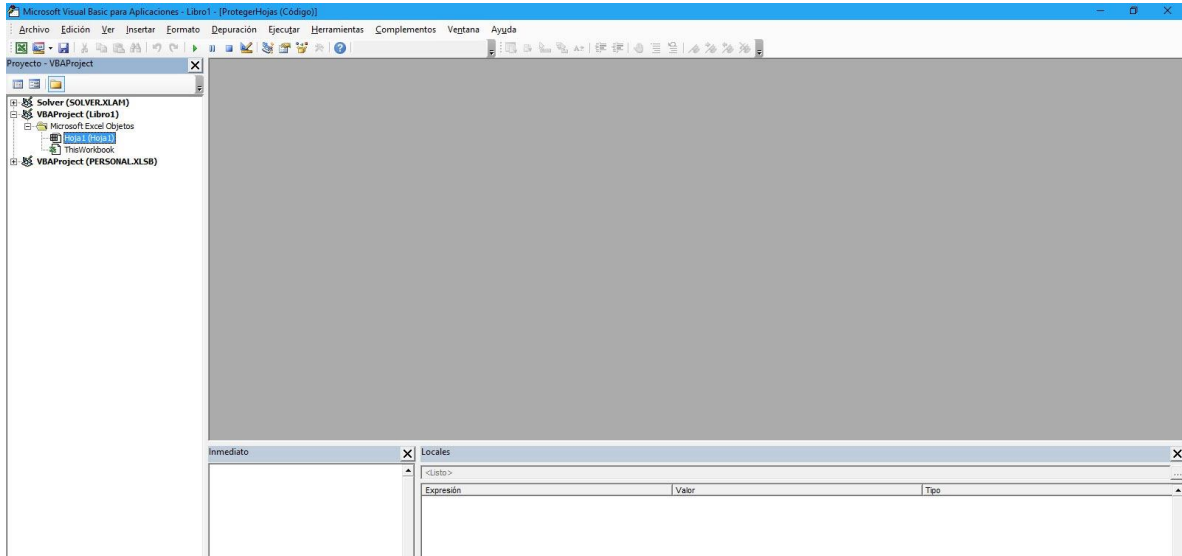 Microsoft Visual Basic para Aplicaciones - Libro1 - [ProtegerHojas (Código)]
Archivo Edición Ver Insertar Formato Depuración Ejecutar Herramientas Complementos Ventana Ayuda
Proyecto - VBAProject
Solver (SOLVER.XLAM)
VBAProject (Libro1)
Microsoft Excel Objetos
Hoja1 (Hoja1)
ThisWorkbook
VBAProject (PERSONAL.XLSB)
Inmediato
Locales
<Listo>
Expresión Valor Tipo